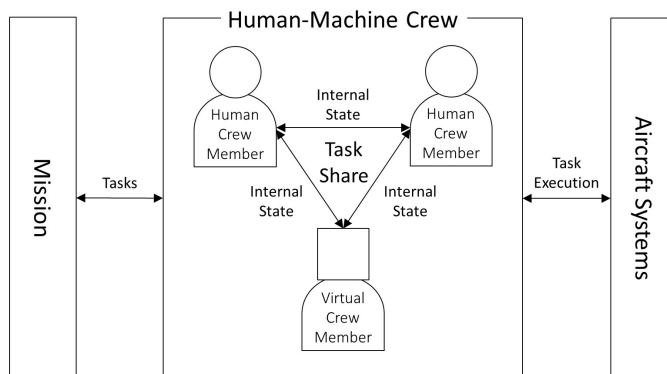 Human-Machine Crew
Mission
Tasks
Human
Crew
Member
Internal
State
Human
Crew
Member
Task
Share
Internal
State
Internal
State
Virtual
Crew
Member
Task
Execution
Aircraft Systems